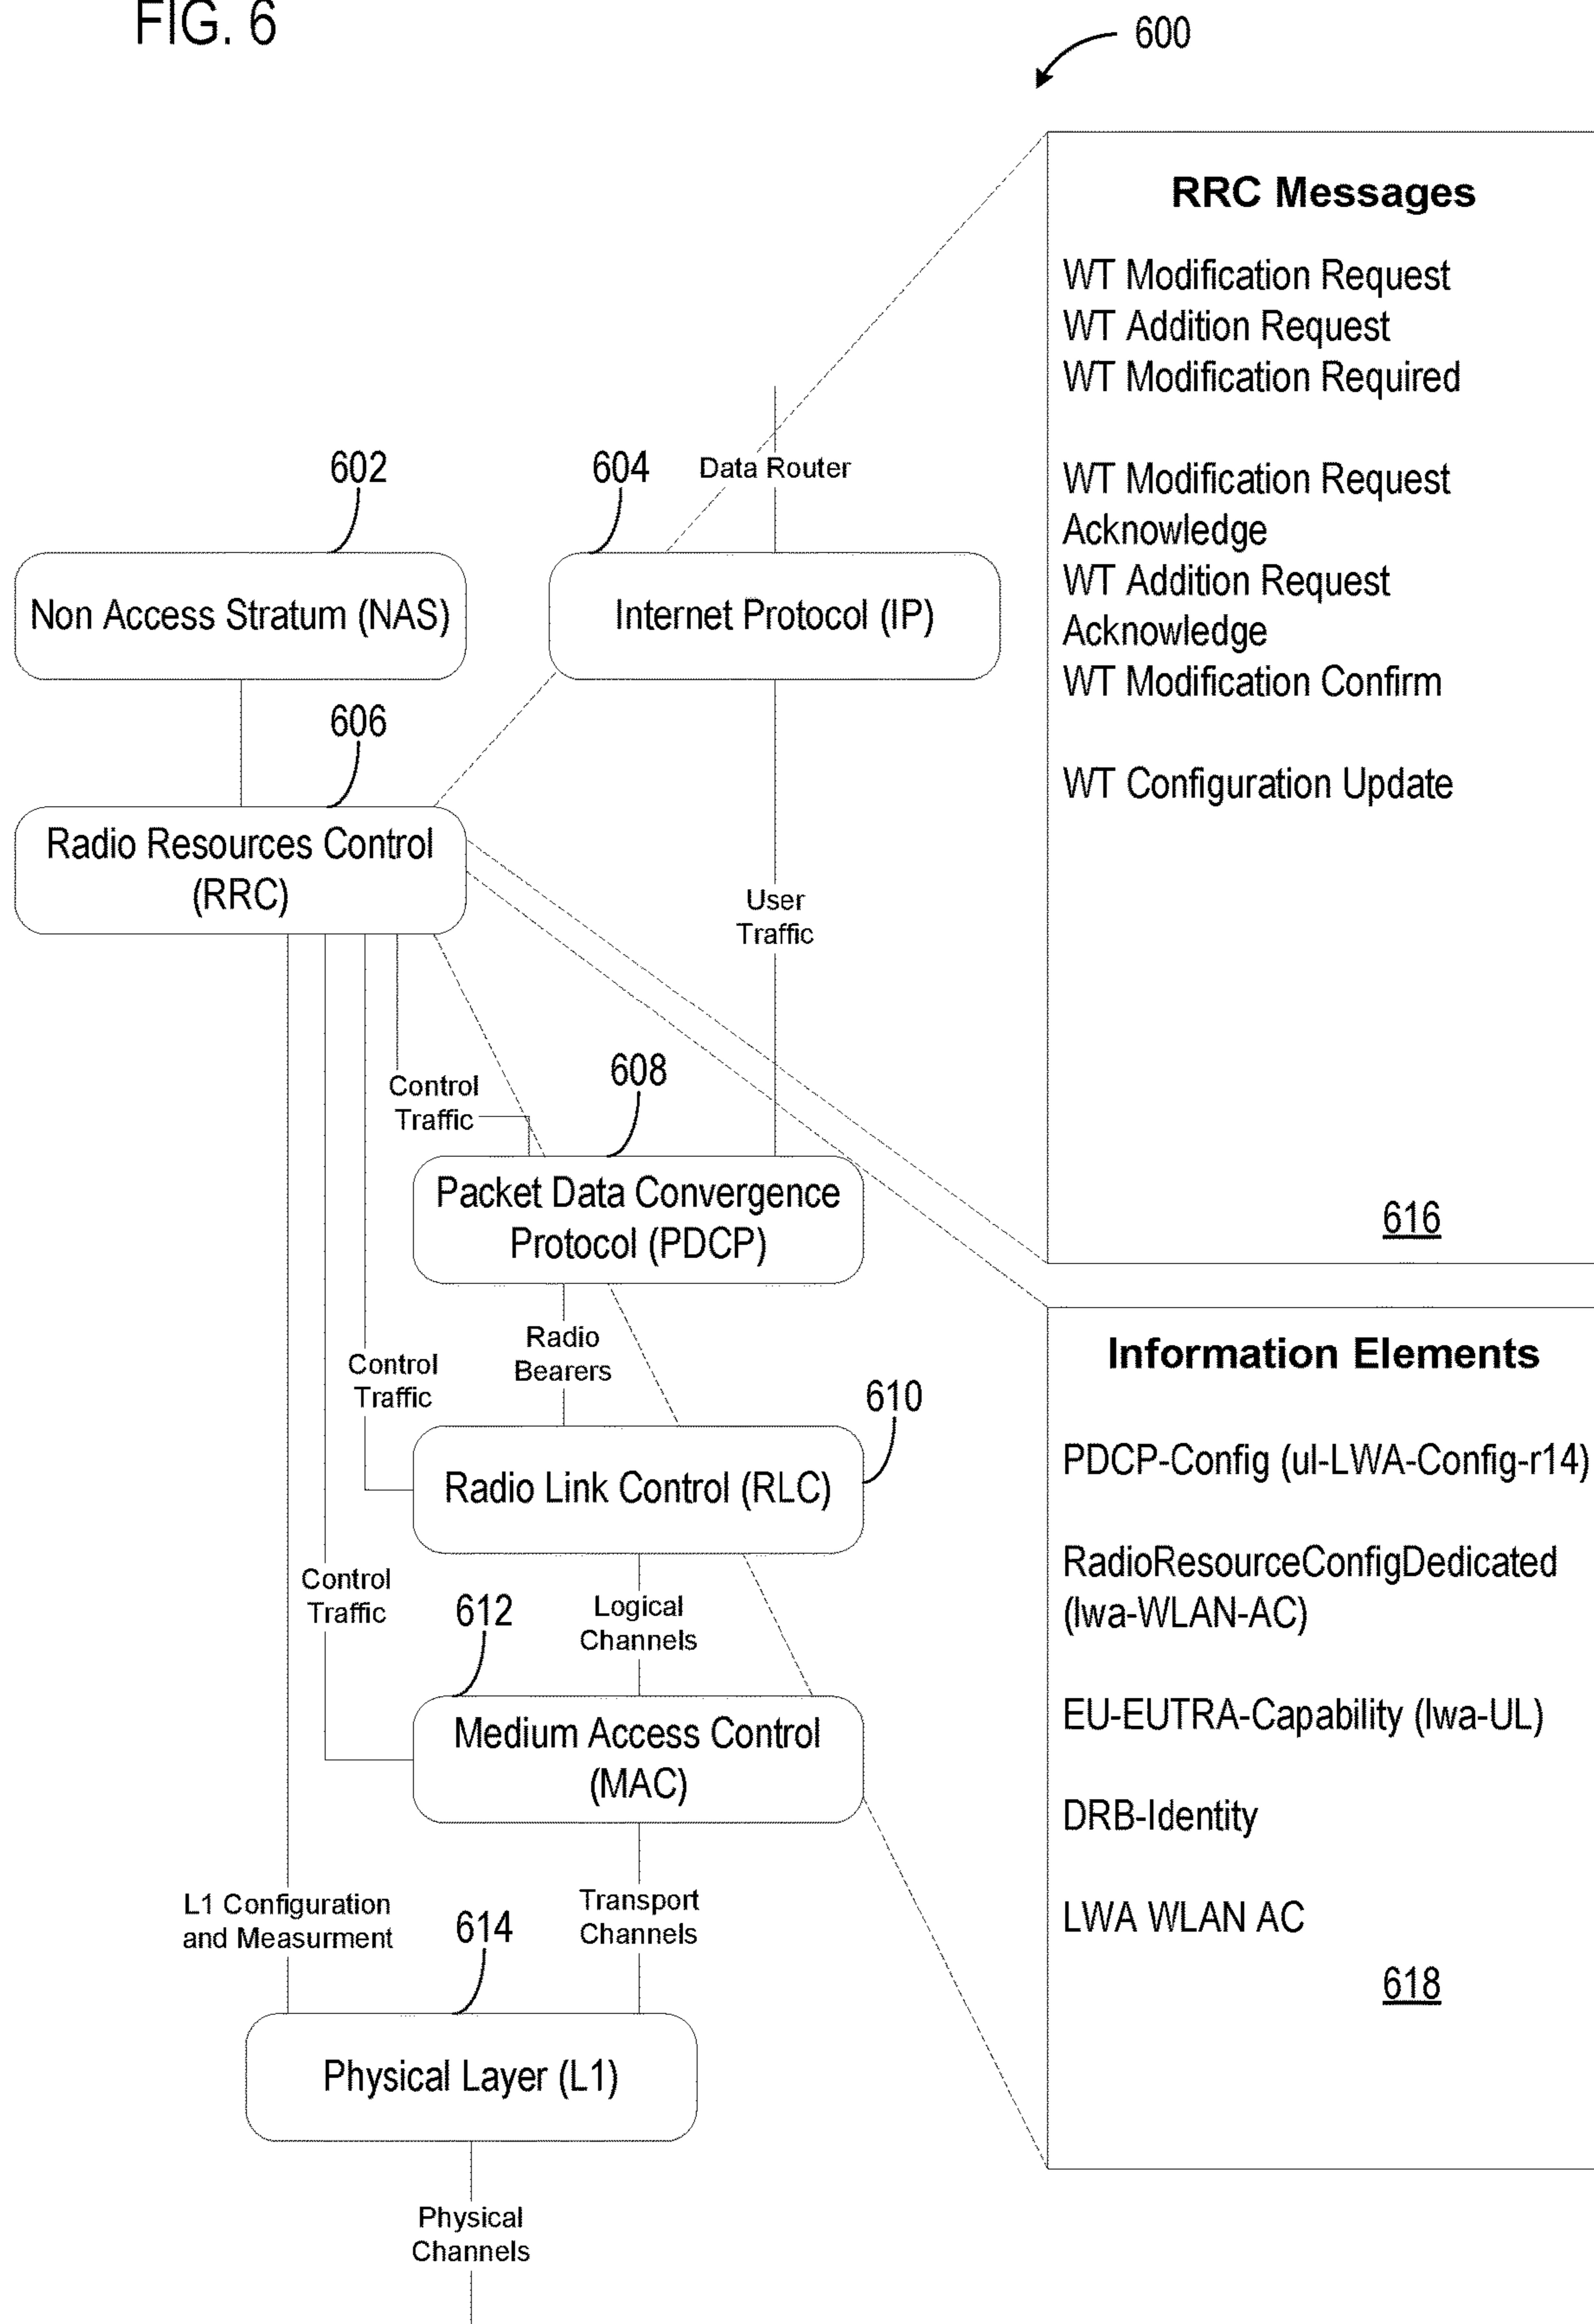 FIG. 6
600
RRC Messages
WT Modification Request
WT Addition Request
WT Modification Required
WT Modification Request
Acknowledge
WT Addition Request
Acknowledge
WT Modification Confirm
WT Configuration Update
616
602
604
Data Router
Non Access Stratum (NAS)
Internet Protocol (IP)
606
Radio Resources Control
(RRC)
User
Traffic
Control
Traffic
608
Packet Data Convergence
Protocol (PDCP)
Radio
Bearers
Control
Traffic
610
Radio Link Control (RLC)
Control
Traffic
612
Logical
Channels
Medium Access Control
(MAC)
L1 Configuration
and Measurment
614
Transport
Channels
Physical Layer (L1)
Physical
Channels
Information Elements
PDCP-Config (ul-LWA-Config-r14)
RadioResourceConfigDedicated
(lwa-WLAN-AC)
EU-EUTRA-Capability (lwa-UL)
DRB-Identity
LWA WLAN AC
618